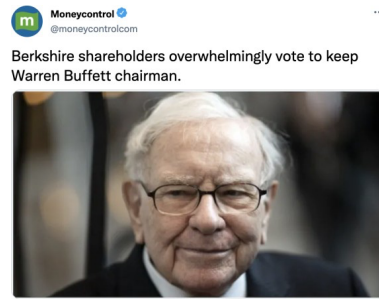 m
Moneycontrol
@moneycontrolcom
Berkshire shareholders overwhelmingly vote to keep
Warren Buffett chairman.